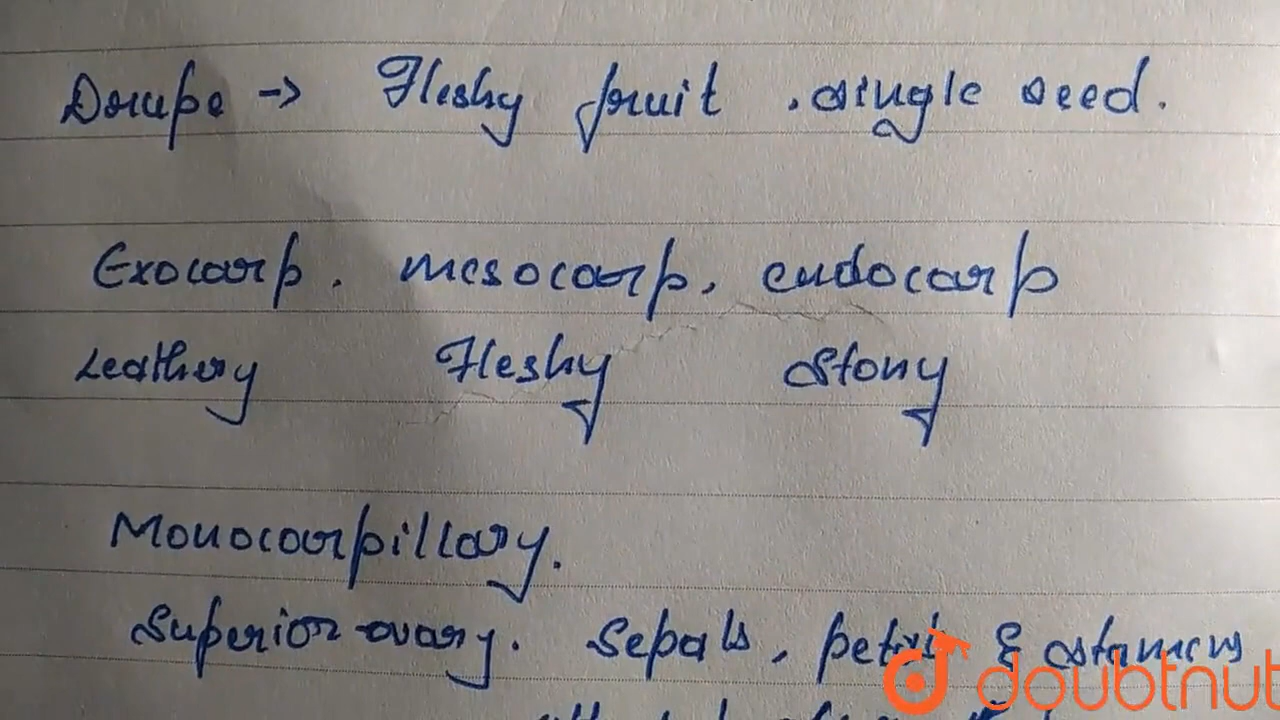 Drupe → Fleshy fruit , single seed.
Exocarp , mesocarp, endocarp
Leathery Fleshy Stony
Monocarpillary.
Superior ovary. Sepals, petals & stamens
doubtnut